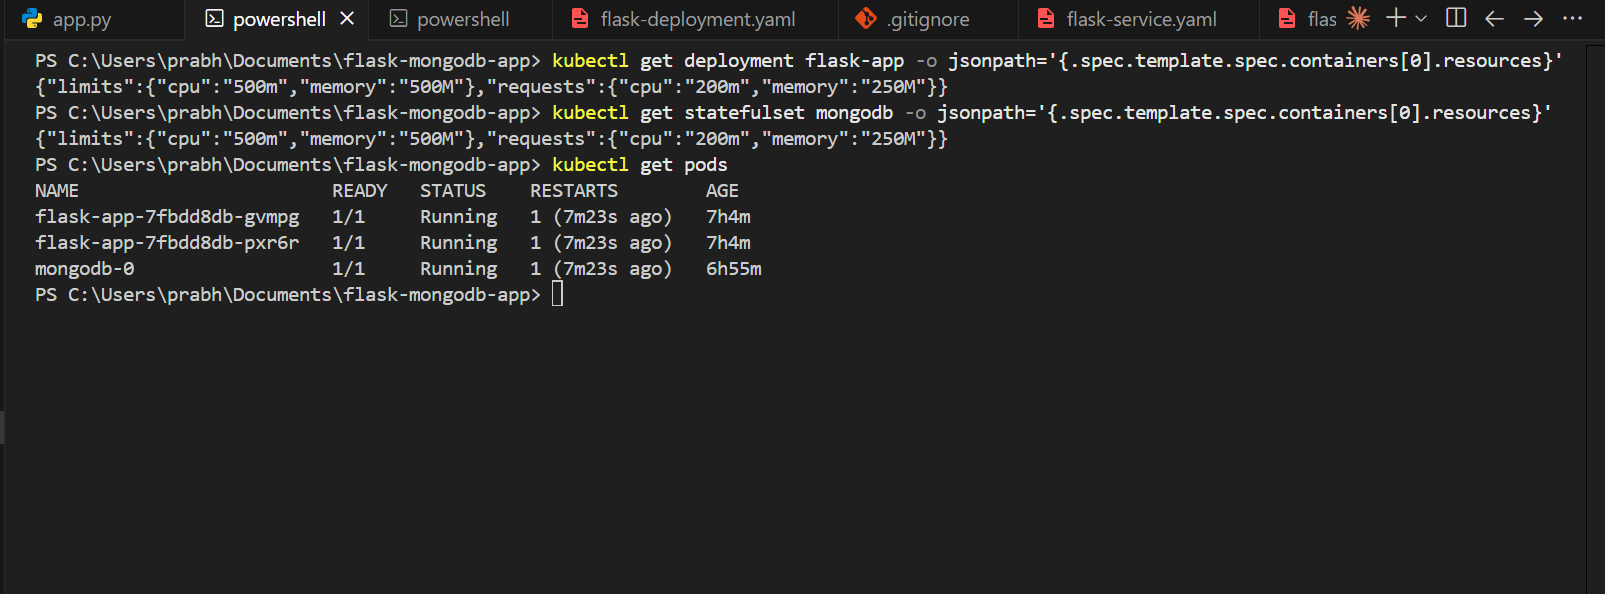 app.py powershell powershell flask-deployment.yaml .gitignore flask-service.yaml flas
PS C:\Users\prabh\Documents\flask-mongodb-app> kubectl get deployment flask-app -o jsonpath='{.spec.template.spec.containers[0].resources}'
{"limits":{"cpu":"500m","memory":"500M"},"requests":{"cpu":"200m","memory":"250M"}}
PS C:\Users\prabh\Documents\flask-mongodb-app> kubectl get statefulset mongodb -o jsonpath='{.spec.template.spec.containers[0].resources}'
{"limits":{"cpu":"500m","memory":"500M"},"requests":{"cpu":"200m","memory":"250M"}}
PS C:\Users\prabh\Documents\flask-mongodb-app> kubectl get pods
NAME READY STATUS RESTARTS AGE
flask-app-7fbdd8db-gvmpg 1/1 Running 1 (7m23s ago) 7h4m
flask-app-7fbdd8db-pxr6r 1/1 Running 1 (7m23s ago) 7h4m
mongodb-0 1/1 Running 1 (7m23s ago) 6h55m
PS C:\Users\prabh\Documents\flask-mongodb-app>